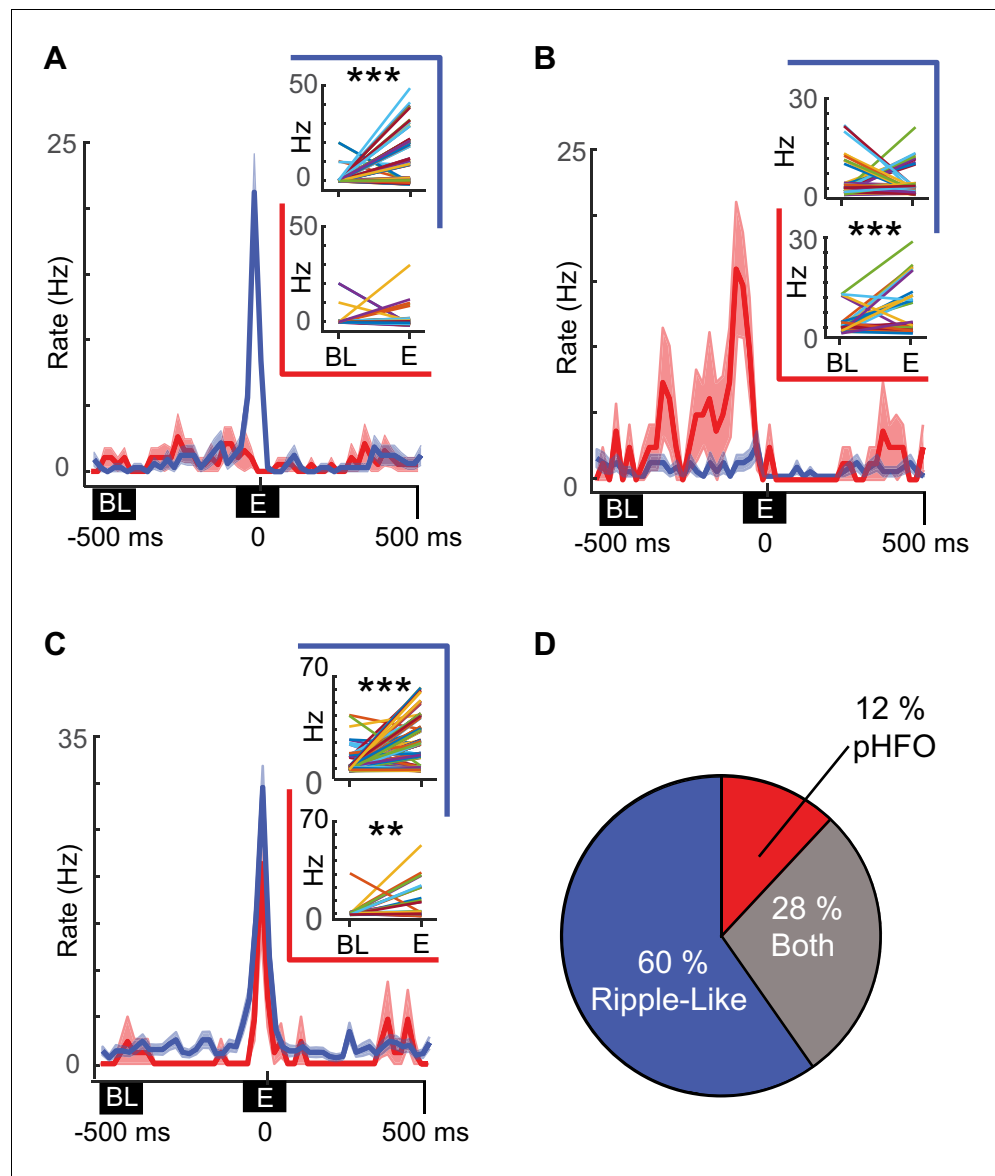 A
25
Rate (Hz)
0
50
Hz
0
***
50
Hz
0
BL E
BL E
-500 ms 0 500 ms
B
25
Rate (Hz)
0
30
Hz
0
30
***
Hz
0
BL E
BL E
-500 ms 0 500 ms
C
35
Rate (Hz)
0
70
***
Hz
0
70
**
Hz
0
BL E
BL E
-500 ms 0 500 ms
D
12 %
pHFO
28 %
Both
60 %
Ripple-Like